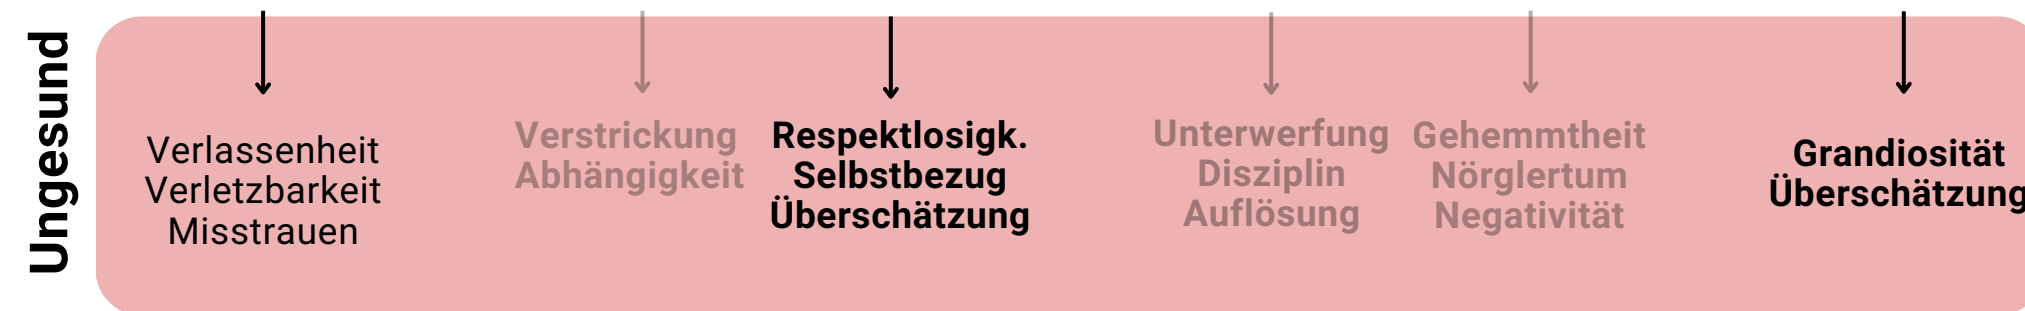 Ungesund
Verlassenheit
Verletzbarkeit
Misstrauen
Verstrickung
Abhängigkeit
Respektlosigk.
Selbstbezug
Überschätzung
Unterwerfung
Disziplin
Auflösung
Gehemmtheit
Nörglertum
Negativität
Grandiosität
Überschätzung